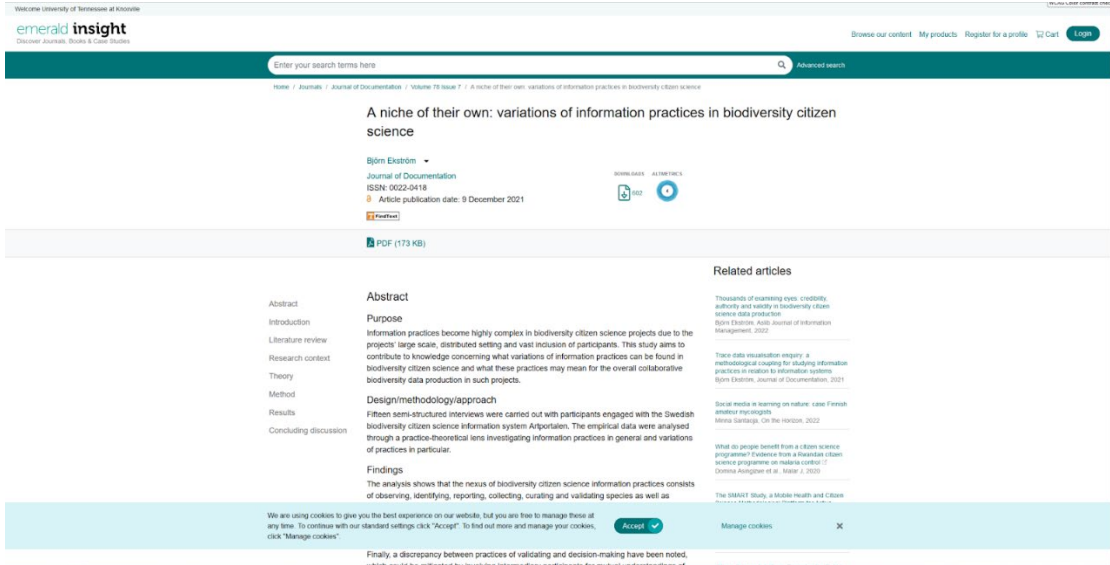 Welcome University of Tennessee at Knoxville
emerald insight
Discover Journals, Books & Case Studies
Browse our content My products Register for a profile Cart Login
Enter your search terms here
Advanced search
Home / Journals / Journal of Documentation / Volume 78 Issue 7 / A niche of their own: variations of information practices in biodiversity citizen science
A niche of their own: variations of information practices in biodiversity citizen
science
Björn Ekström
Journal of Documentation
ISSN: 0022-0418
Article publication date: 9 December 2021
DOWNLOADS ALTMETRICS
602
FindText
PDF (173 KB)
Abstract
Introduction
Literature review
Research context
Theory
Method
Results
Concluding discussion
Abstract
Purpose
Information practices become highly complex in biodiversity citizen science projects due to the
projects' large scale, distributed setting and vast inclusion of participants. This study aims to
contribute to knowledge concerning what variations of information practices can be found in
biodiversity citizen science and what these practices may mean for the overall collaborative
biodiversity data production in such projects.
Design/methodology/approach
Fifteen semi-structured interviews were carried out with participants engaged with the Swedish
biodiversity citizen science information system Artportalen. The empirical data were analysed
through a practice-theoretical lens investigating information practices in general and variations
of practices in particular.
Findings
The analysis shows that the nexus of biodiversity citizen science information practices consists
of observing, identifying, reporting, collecting, curating and validating species as well as
Related articles
Thousands of examining eyes: credibility,
authority and validity in biodiversity citizen
science data production
Björn Ekström, Aslib Journal of Information
Management, 2022
Trace data visualisation enquiry: a
methodological coupling for studying information
practices in relation to information systems
Björn Ekström, Journal of Documentation, 2021
Social media in learning on nature: case Finnish
amateur mycologists
Minna Santaoja, On the Horizon, 2022
What do people benefit from a citizen science
programme? Evidence from a Rwandan citizen
science programme on malaria control
Domina Asingizwe et al., Malar J, 2020
The SMART Study, a Mobile Health and Citizen
We are using cookies to give you the best experience on our website, but you are free to manage these at
any time. To continue with our standard settings click "Accept". To find out more and manage your cookies,
click "Manage cookies".
Accept
Manage cookies
Finally, a discrepancy between practices of validating and decision-making have been noted,